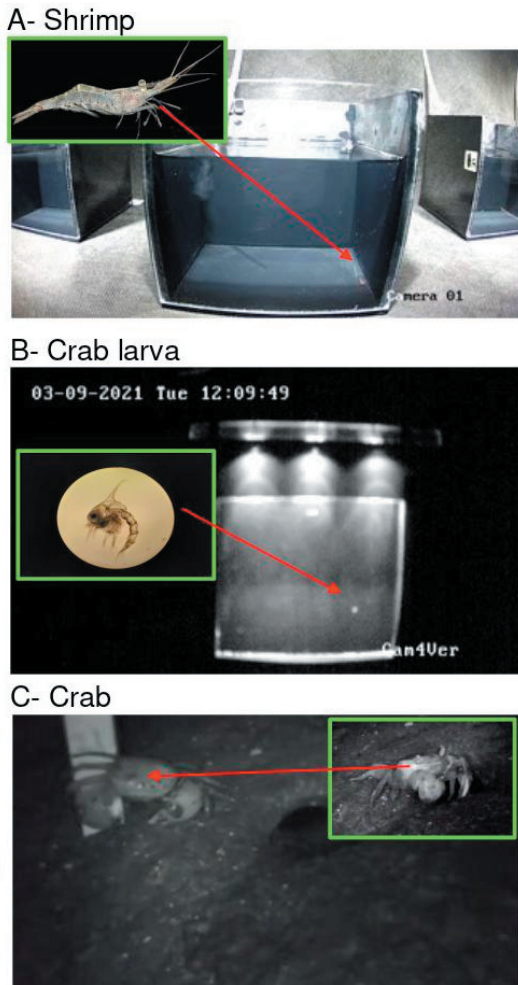 A- Shrimp
mera 01
B- Crab larva
03-09-2021 Tue 12:09:49
Cam4Ver
C- Crab